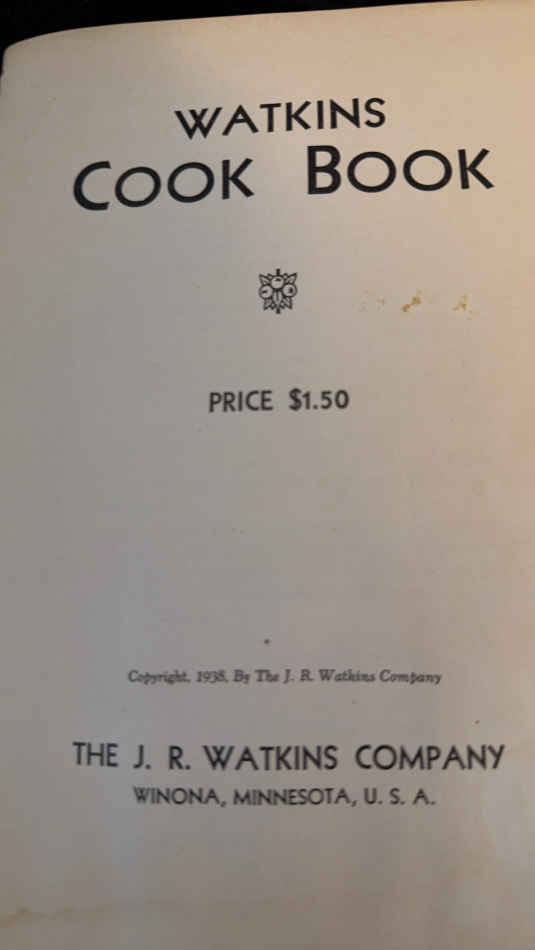 WATKINS
COOK BOOK
PRICE $1.50
Copyright, 1938, By The J. R. Watkins Company
THE J. R. WATKINS COMPANY
WINONA, MINNESOTA, U. S. A.